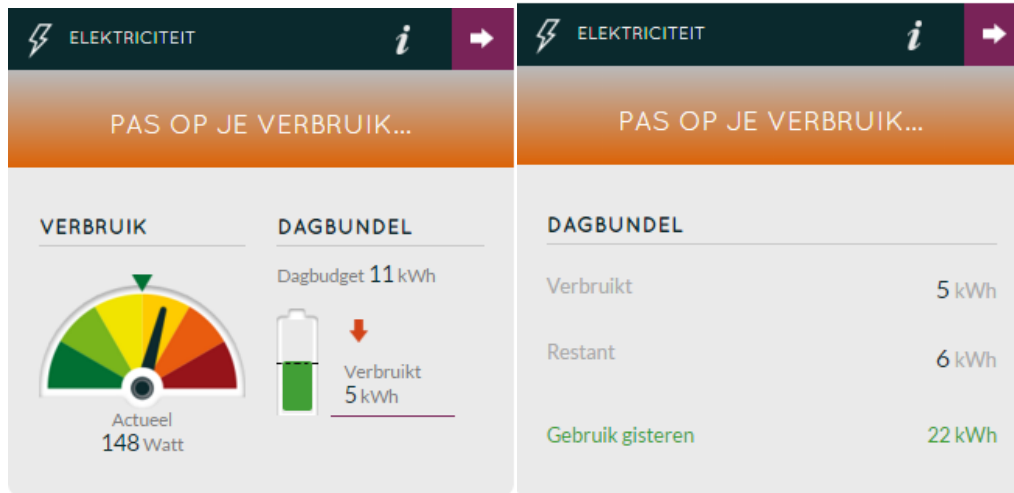 ELEKTRICITEIT i
PAS OP JE VERBRUIK...
VERBRUIK
Actueel
148 Watt
DAGBUNDEL
Dagbudget 11 kWh
Verbruikt
5 kWh
ELEKTRICITEIT i
PAS OP JE VERBRUIK...
DAGBUNDEL
Verbruikt 5 kWh
Restant 6 kWh
Gebruik gisteren 22 kWh